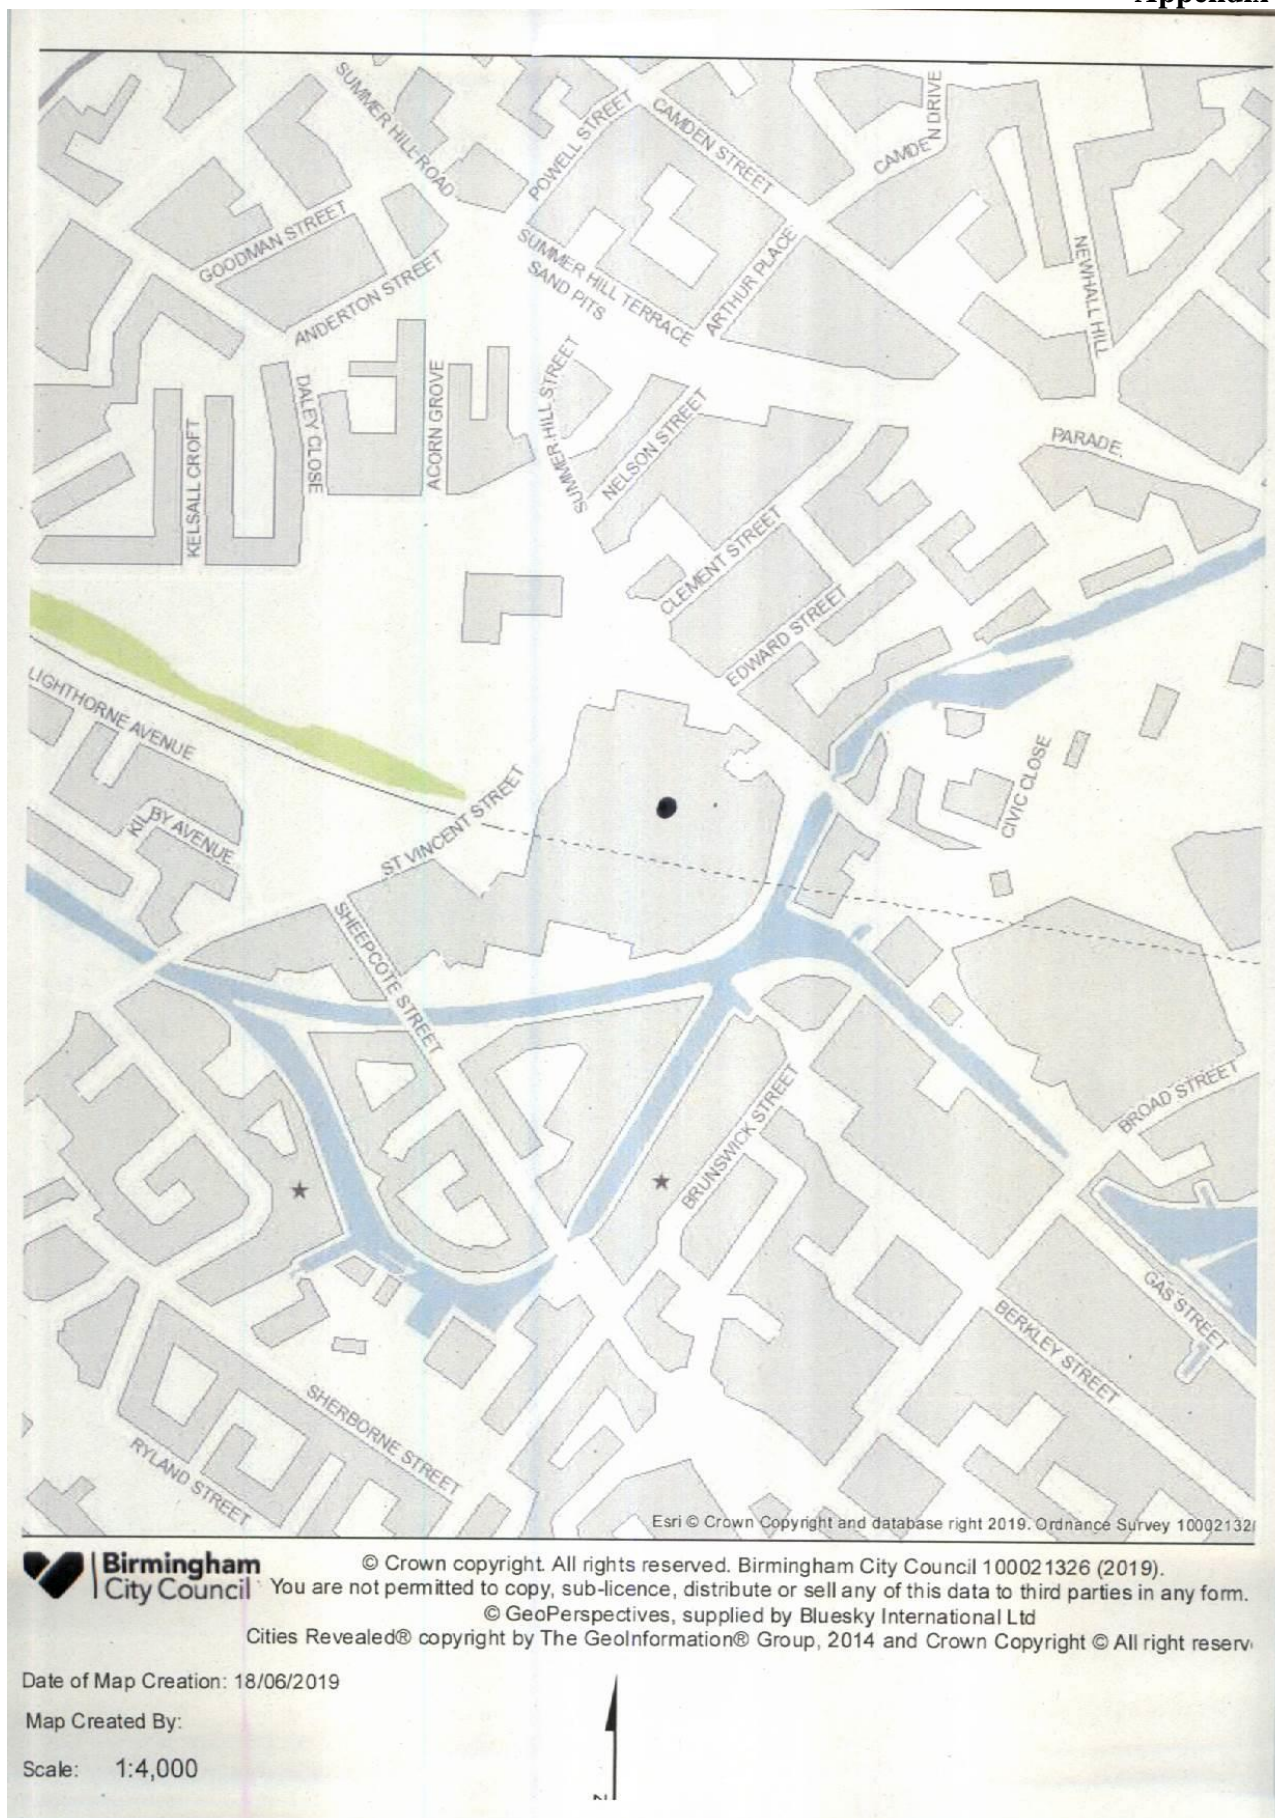 Appendix
SUMMER HILL ROAD
POWELL STREET
CAMDEN STREET
CAMDEN DRIVE
GOODMAN STREET
ANDERTON STREET
SUMMER HILL TERRACE
SAND PITS
ARTHUR PLACE
NEWHALL HILL
SUMMER HILL STREET
NELSON STREET
DALEY CLOSE
ACORN GROVE
KELSALL CROFT
PARADE
CLEMENT STREET
EDWARD STREET
LIGHTHORNE AVENUE
KILBY AVENUE
ST VINCENT STREET
CIVIC CLOSE
SHEEPCOTE STREET
BROAD STREET
BRUNSWICK STREET
GAS STREET
BERKLEY STREET
SHERBORNE STREET
RYLAND STREET
Esri © Crown Copyright and database right 2019. Ordnance Survey 10002132
Birmingham
City Council
© Crown copyright. All rights reserved. Birmingham City Council 100021326 (2019).
You are not permitted to copy, sub-licence, distribute or sell any of this data to third parties in any form.
© GeoPerspectives, supplied by Bluesky International Ltd
Cities Revealed® copyright by The GeoInformation® Group, 2014 and Crown Copyright © All right reserv
Date of Map Creation: 18/06/2019
Map Created By:
Scale: 1:4,000
N